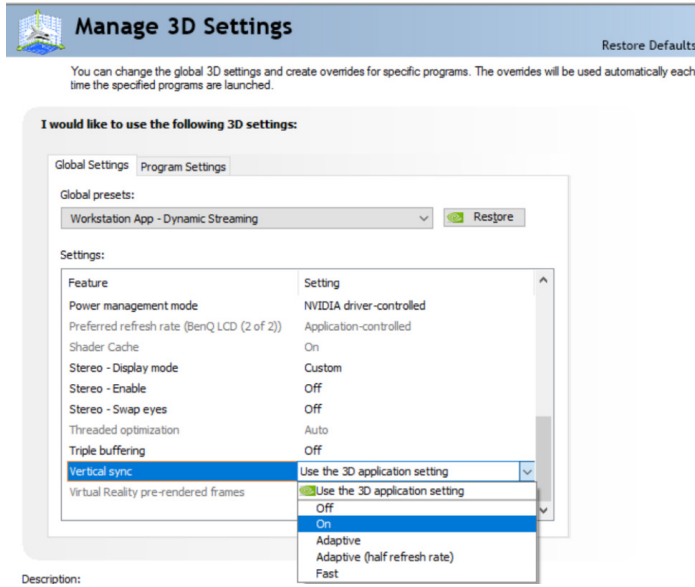 Manage 3D Settings
Restore Defaults
You can change the global 3D settings and create overrides for specific programs. The overrides will be used automatically each
time the specified programs are launched.
I would like to use the following 3D settings:
Global Settings Program Settings
Global presets:
Workstation App - Dynamic Streaming Restore
Settings:
Feature Setting
Power management mode NVIDIA driver-controlled
Preferred refresh rate (BenQ LCD (2 of 2)) Application-controlled
Shader Cache On
Stereo - Display mode Custom
Stereo - Enable Off
Stereo - Swap eyes Off
Threaded optimization Auto
Triple buffering Off
Vertical sync Use the 3D application setting
Virtual Reality pre-rendered frames Use the 3D application setting
Off
On
Adaptive
Adaptive (half refresh rate)
Fast
Description: